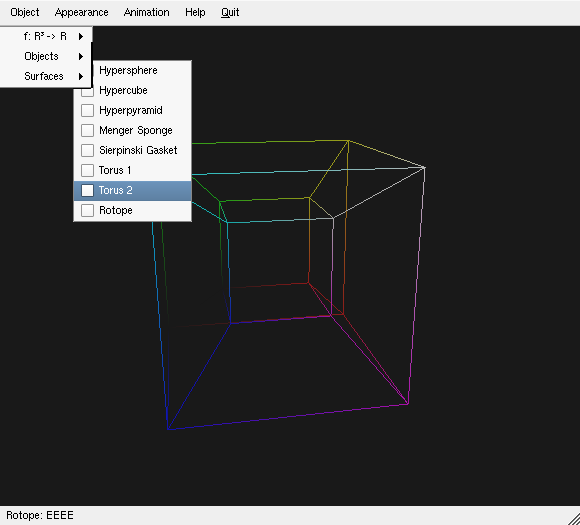 Object Appearance Animation Help Quit
f: R³ -> R
Objects
Surfaces
Hypersphere
Hypercube
Hyperpyramid
Menger Sponge
Sierpinski Gasket
Torus 1
Torus 2
Rotope
Rotope: EEEE